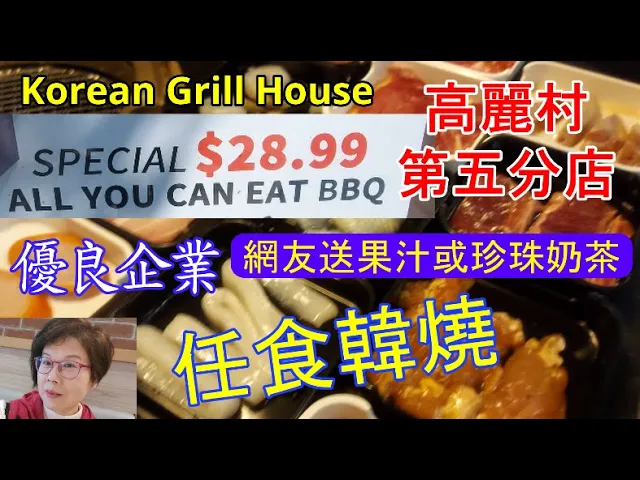 Korean Grill House
高麗村
第五分店
SPECIAL $28.99
ALL YOU CAN EAT BBQ
優良企業
網友送果汁或珍珠奶茶
任食韓燒